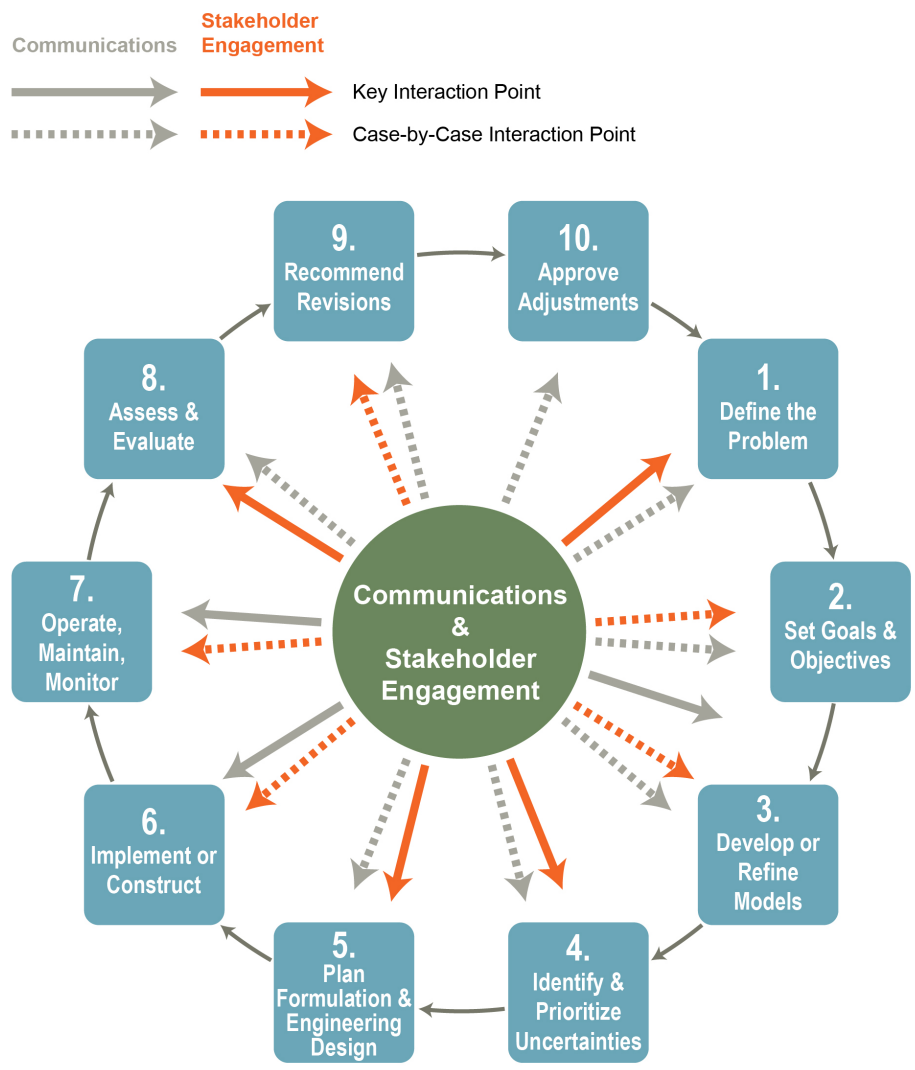 Communications
Stakeholder
Engagement
Key Interaction Point
Case-by-Case Interaction Point
9.
Recommend
Revisions
10.
Approve
Adjustments
8.
Assess &
Evaluate
1.
Define the
Problem
7.
Operate,
Maintain,
Monitor
Communications
&
Stakeholder
Engagement
2.
Set Goals &
Objectives
6.
Implement or
Construct
3.
Develop or
Refine
Models
5.
Plan
Formulation &
Engineering
Design
4.
Identify &
Prioritize
Uncertainties